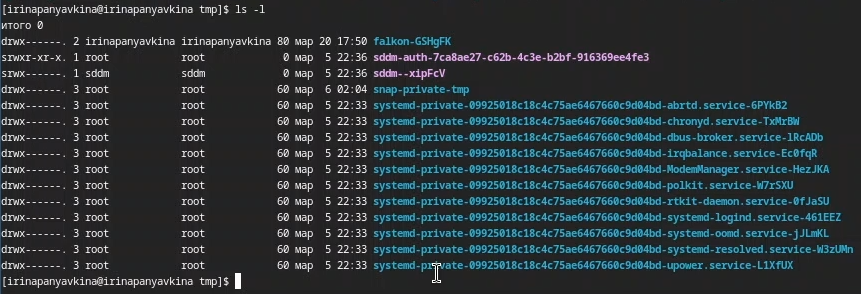 [irinapanyavkina@irinapanyavkina tmp]$ ls -l
итого 0
drwx------. 2 irinapanyavkina irinapanyavkina 80 мар 20 17:50 falkon-GSHgFK
srwxr-xr-x. 1 root root 0 мар 5 22:36 sddm-auth-7ca8ae27-c62b-4c3e-b2bf-916369ee4fe3
srwx------. 1 sddm sddm 0 мар 5 22:36 sddm--xipFcV
drwx------. 3 root root 60 мар 6 02:04 snap-private-tmp
drwx------. 3 root root 60 мар 5 22:33 systemd-private-09925018c18c4c75ae6467660c9d04bd-abrtd.service-6PYkB2
drwx------. 3 root root 60 мар 5 22:33 systemd-private-09925018c18c4c75ae6467660c9d04bd-chronyd.service-TxMrBW
drwx------. 3 root root 60 мар 5 22:33 systemd-private-09925018c18c4c75ae6467660c9d04bd-dbus-broker.service-lRcADb
drwx------. 3 root root 60 мар 5 22:33 systemd-private-09925018c18c4c75ae6467660c9d04bd-irqbalance.service-Ec0fqR
drwx------. 3 root root 60 мар 5 22:33 systemd-private-09925018c18c4c75ae6467660c9d04bd-ModemManager.service-HezJKA
drwx------. 3 root root 60 мар 5 22:33 systemd-private-09925018c18c4c75ae6467660c9d04bd-polkit.service-W7rSXU
drwx------. 3 root root 60 мар 5 22:33 systemd-private-09925018c18c4c75ae6467660c9d04bd-rtkit-daemon.service-0fJaSU
drwx------. 3 root root 60 мар 5 22:33 systemd-private-09925018c18c4c75ae6467660c9d04bd-systemd-logind.service-461EEZ
drwx------. 3 root root 60 мар 5 22:33 systemd-private-09925018c18c4c75ae6467660c9d04bd-systemd-oomd.service-jJLmKL
drwx------. 3 root root 60 мар 5 22:33 systemd-private-09925018c18c4c75ae6467660c9d04bd-systemd-resolved.service-W3zUMn
drwx------. 3 root root 60 мар 5 22:33 systemd-private-09925018c18c4c75ae6467660c9d04bd-upower.service-L1XfUX
[irinapanyavkina@irinapanyavkina tmp]$